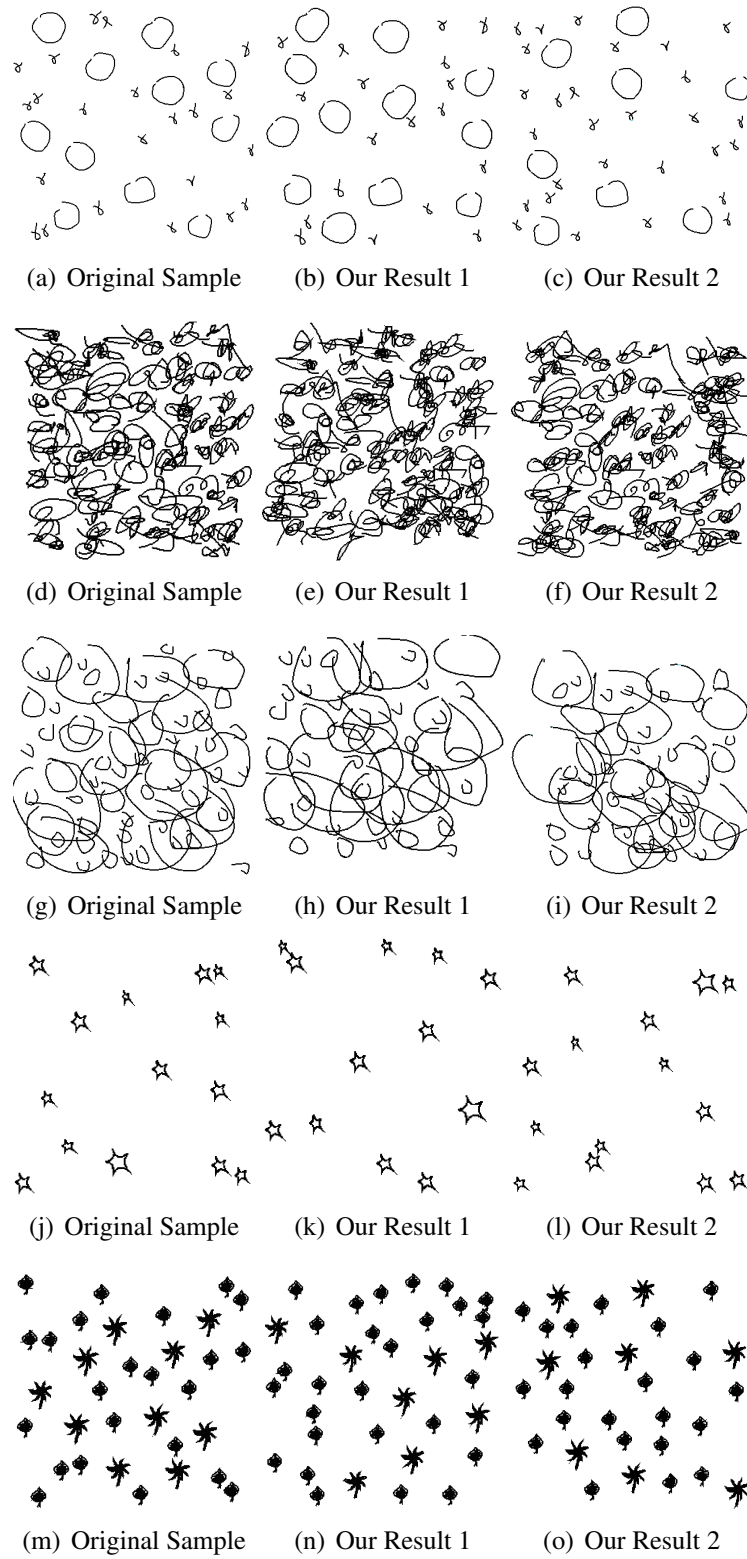 (a) Original Sample (b) Our Result 1 (c) Our Result 2
(d) Original Sample (e) Our Result 1 (f) Our Result 2
(g) Original Sample (h) Our Result 1 (i) Our Result 2
(j) Original Sample (k) Our Result 1 (l) Our Result 2
(m) Original Sample (n) Our Result 1 (o) Our Result 2